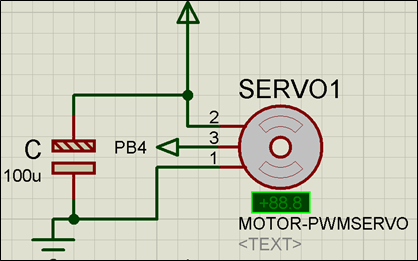 SERVO1
2
3
1
PB4
C
100u
+88.8
MOTOR-PWMSERVO
<TEXT>